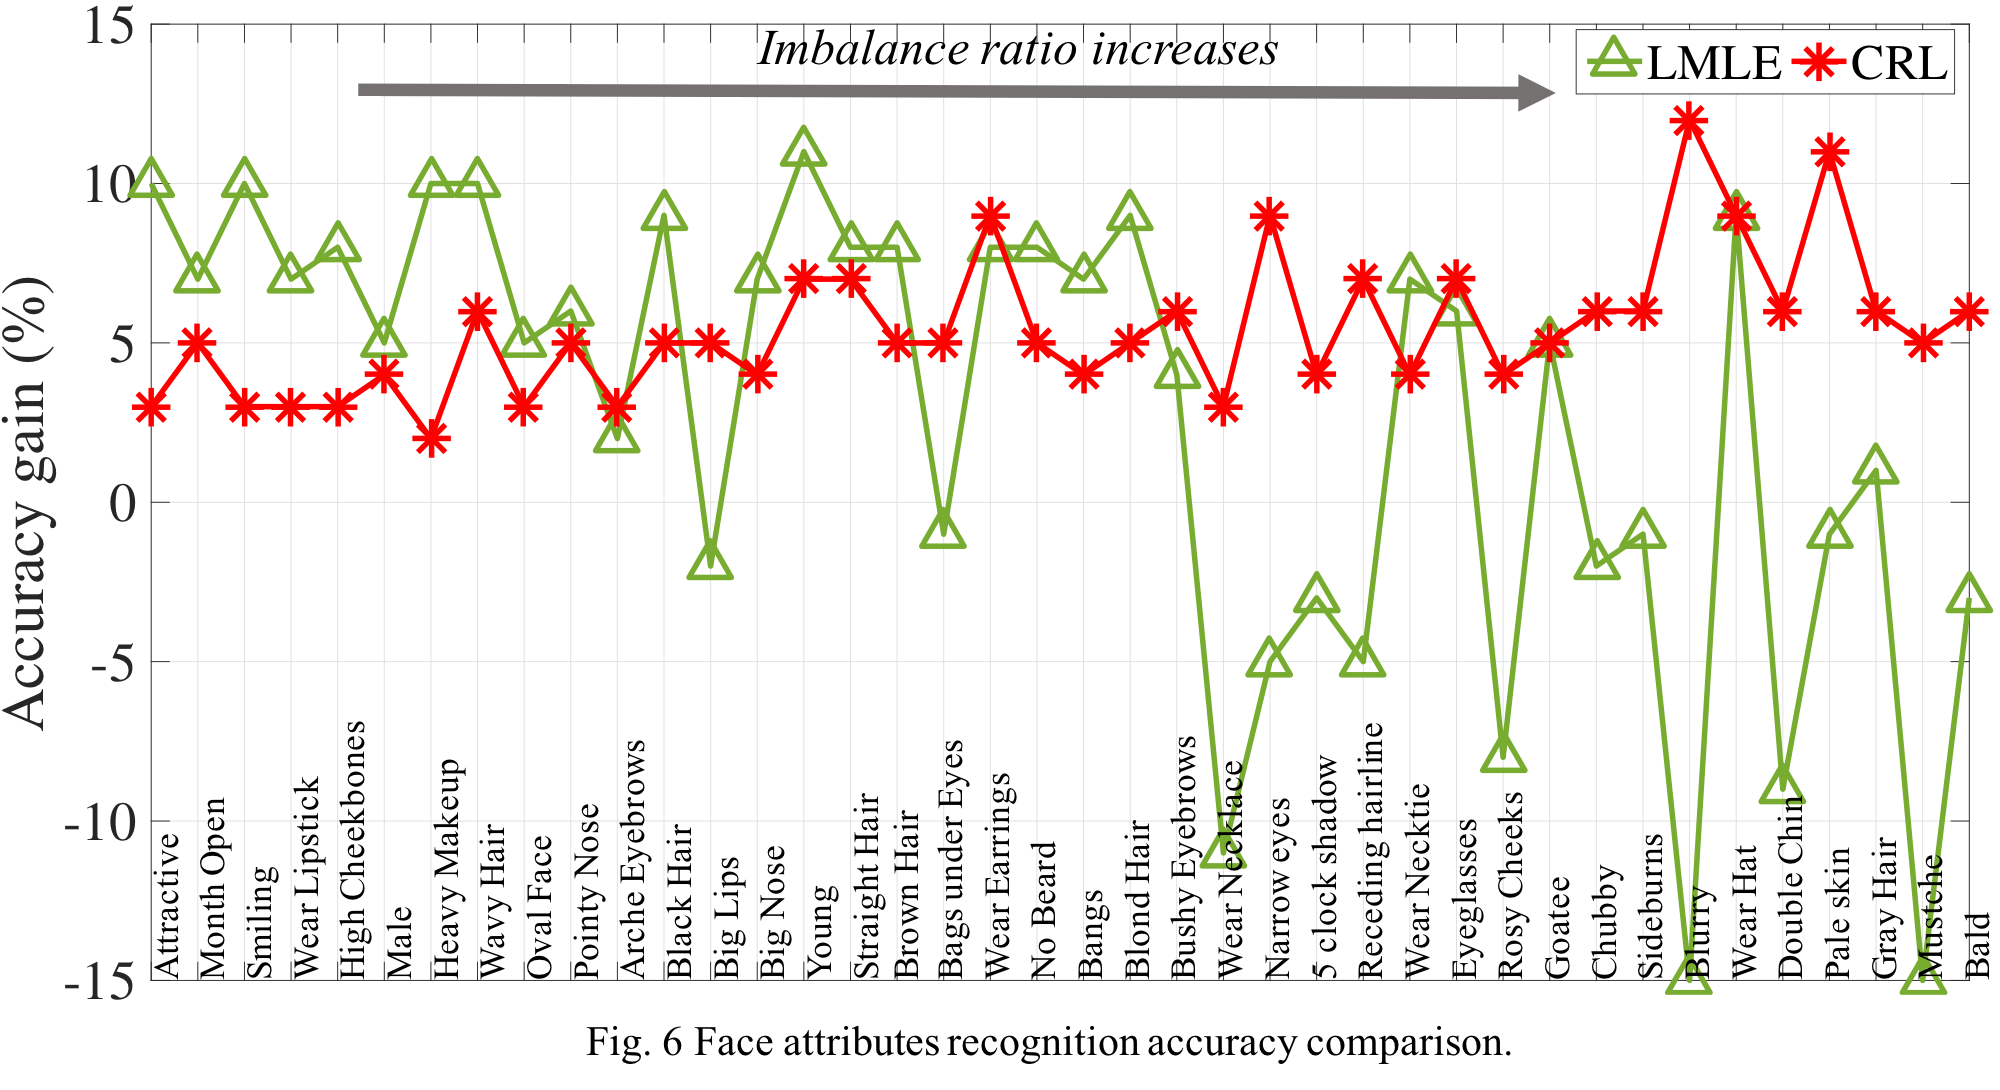 15
Imbalance ratio increases
LMLE CRL
10
5
0
-5
-10
-15
Accuracy gain (%)
Attractive
Month Open
Smiling
Wear Lipstick
High Cheekbones
Male
Heavy Makeup
Wavy Hair
Oval Face
Pointy Nose
Arche Eyebrows
Black Hair
Big Lips
Big Nose
Young
Straight Hair
Brown Hair
Bags under Eyes
Wear Earrings
No Beard
Bangs
Blond Hair
Bushy Eyebrows
Wear Necklace
Narrow eyes
5 clock shadow
Receding hairline
Wear Necktie
Eyeglasses
Rosy Cheeks
Goatee
Chubby
Sideburns
Blurry
Wear Hat
Double Chin
Pale skin
Gray Hair
Mustche
Bald
Fig. 6 Face attributes recognition accuracy comparison.